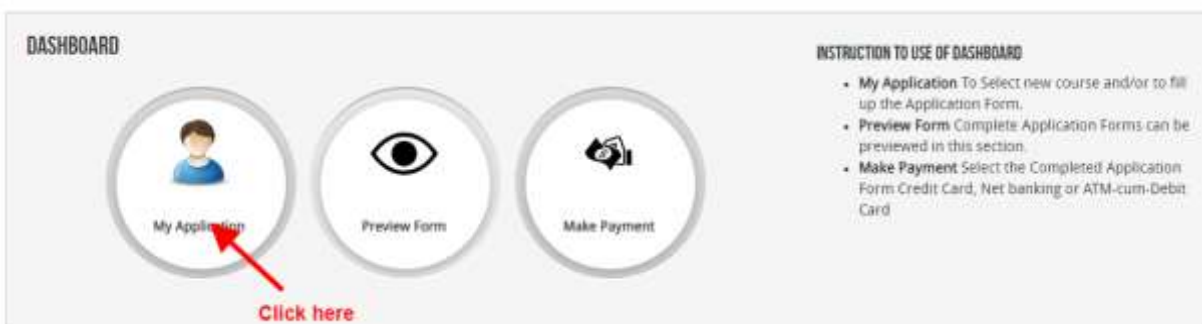 DASHBOARD
INSTRUCTION TO USE OF DASHBOARD
My Application To Select new course and/or to fill
up the Application Form.
Preview Form Complete Application Forms can be
previewed in this section.
Make Payment Select the Completed Application
Form Credit Card, Net banking or ATM-cum-Debit
Card
My Application
Preview Form
Make Payment
Click here